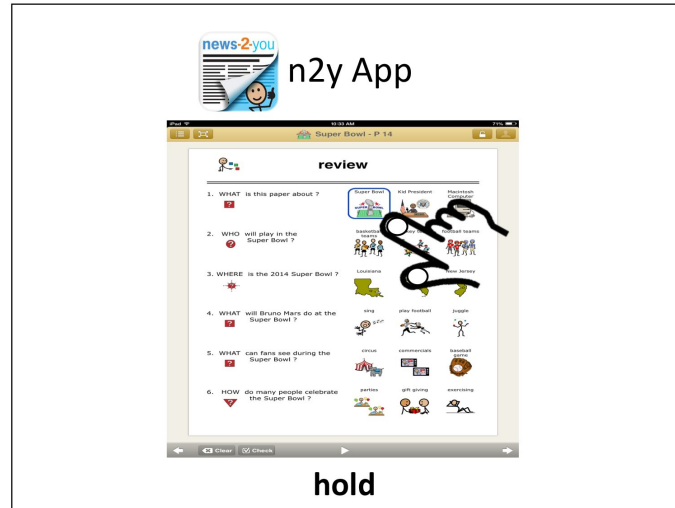 news-2-you
n2y App
iPad 10:33 AM 71%
Super Bowl - P 14
review
1. WHAT is this paper about ?
Super Bowl Kid President Macintosh Computer
2. WHO will play in the Super Bowl ?
basketball teams football teams
3. WHERE is the 2014 Super Bowl ?
Louisiana New Jersey
4. WHAT will Bruno Mars do at the Super Bowl ?
sing play football juggle
5. WHAT can fans see during the Super Bowl ?
circus commercials baseball game
6. HOW do many people celebrate the Super Bowl ?
parties gift giving exercising
Clear Check
hold